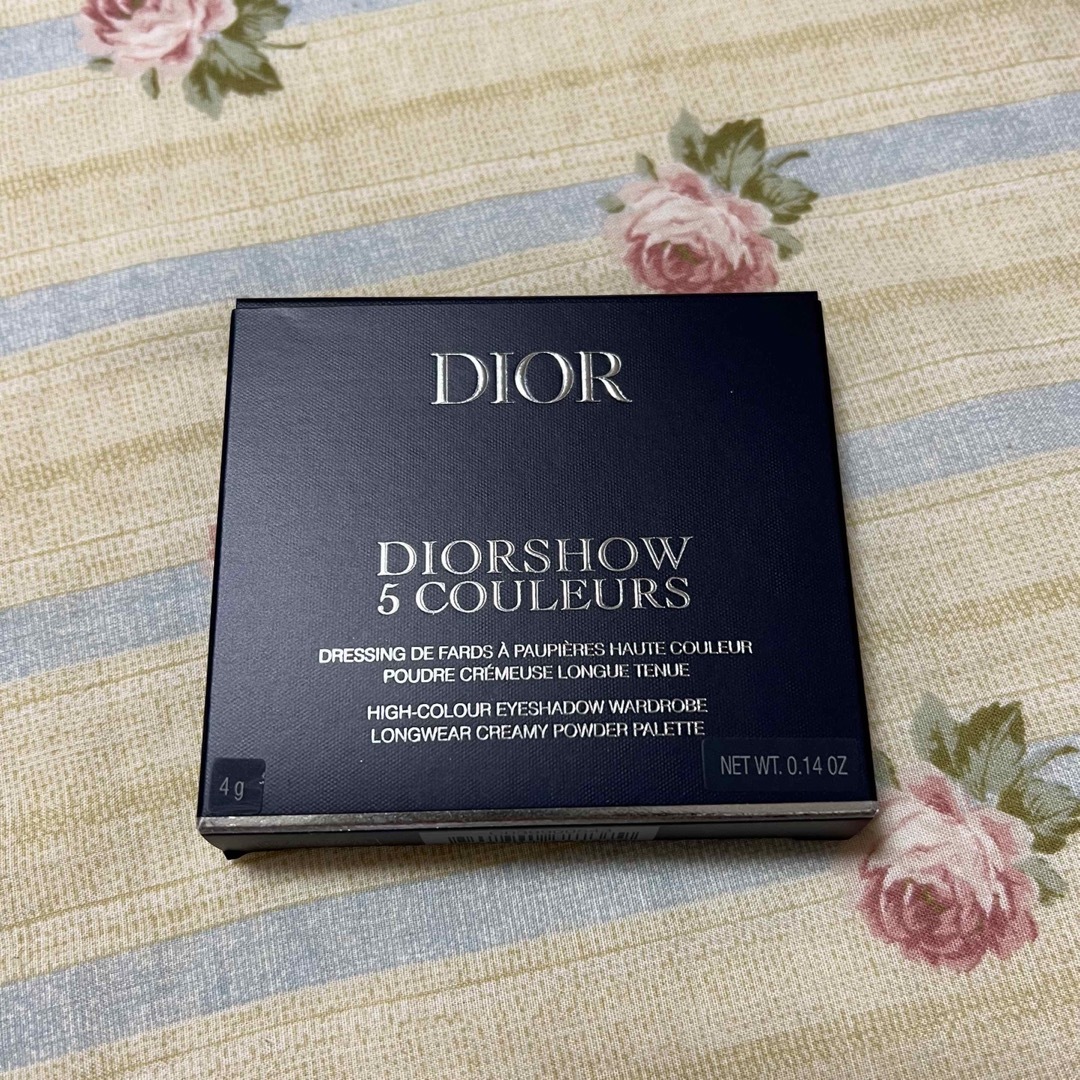 DIOR
DIORSHOW
5 COULEURS
DRESSING DE FARDS À PAUPIÈRES HAUTE COULEUR
POUDRE CRÉMEUSE LONGUE TENUE
HIGH-COLOUR EYESHADOW WARDROBE
LONGWEAR CREAMY POWDER PALETTE
4 g
NET WT. 0.14 OZ